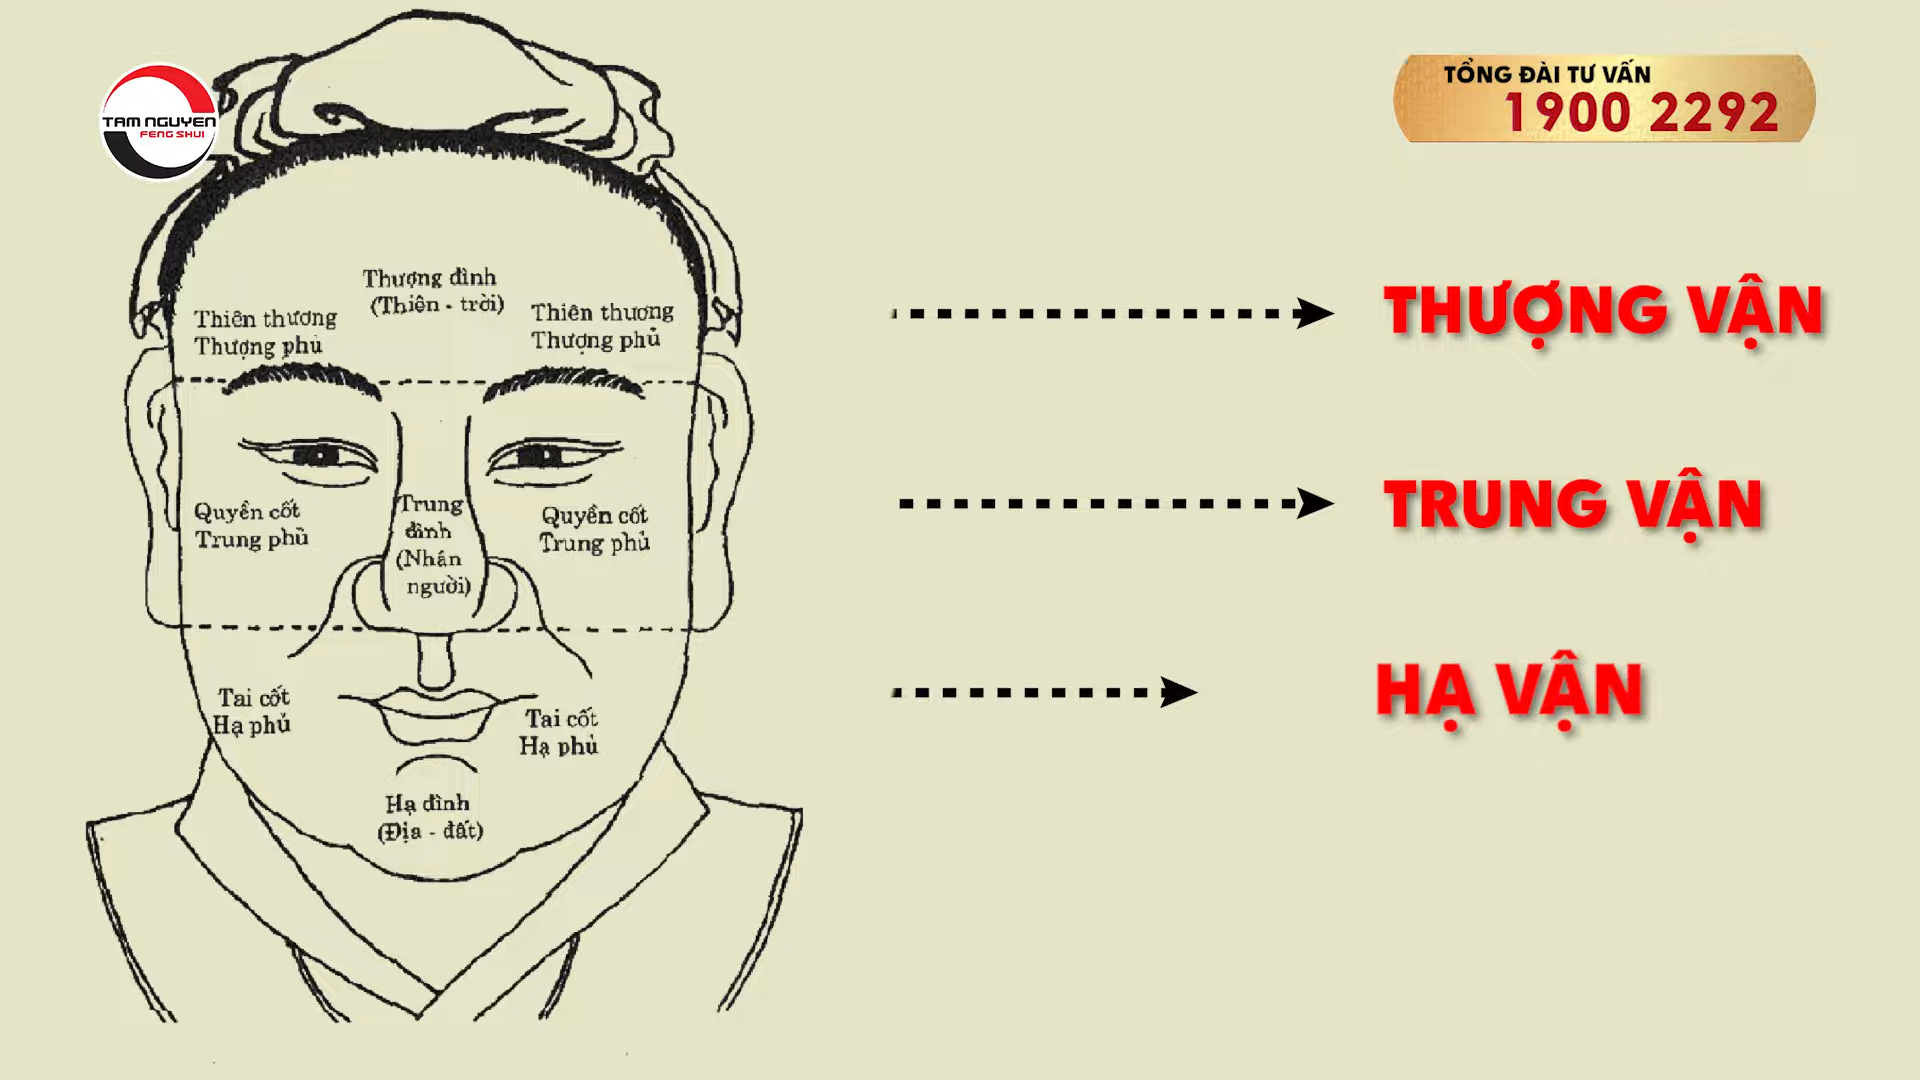 TAM NGUYEN
FENG SHUI
TỔNG ĐÀI TƯ VẤN
1900 2292
Thượng đình
(Thiên - trời)
Thiên thương
Thượng phủ
Thiên thương
Thượng phủ
THƯỢNG VẬN
Quyền cốt
Trung phủ
Trung
đình
(Nhân
người)
Quyền cốt
Trung phủ
TRUNG VẬN
Tai cốt
Hạ phủ
Tai cốt
Hạ phủ
HẠ VẬN
Hạ đình
(Địa - đất)